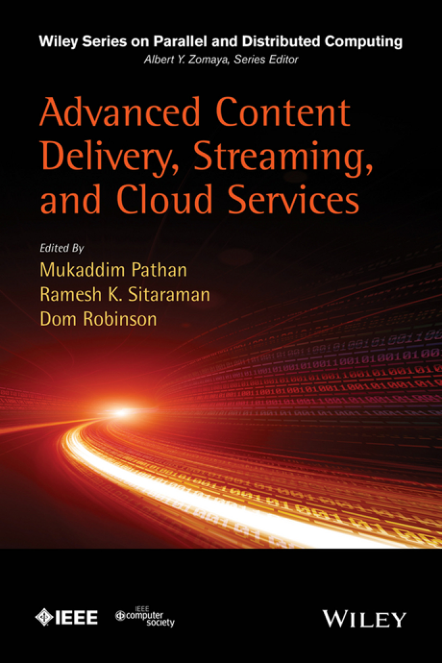 Wiley Series on Parallel and Distributed Computing
Albert Y. Zomaya, Series Editor
Advanced Content
Delivery, Streaming,
and Cloud Services
Edited By
Mukaddim Pathan
Ramesh K. Sitaraman
Dom Robinson
IEEE
IEEE
computer
society
WILEY